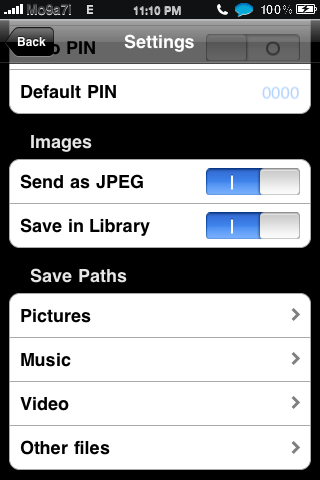 Mo9a7i E 11:10 PM 100%
Back Settings
PIN
Default PIN 0000
Images
Send as JPEG
Save in Library
Save Paths
Pictures
Music
Video
Other files